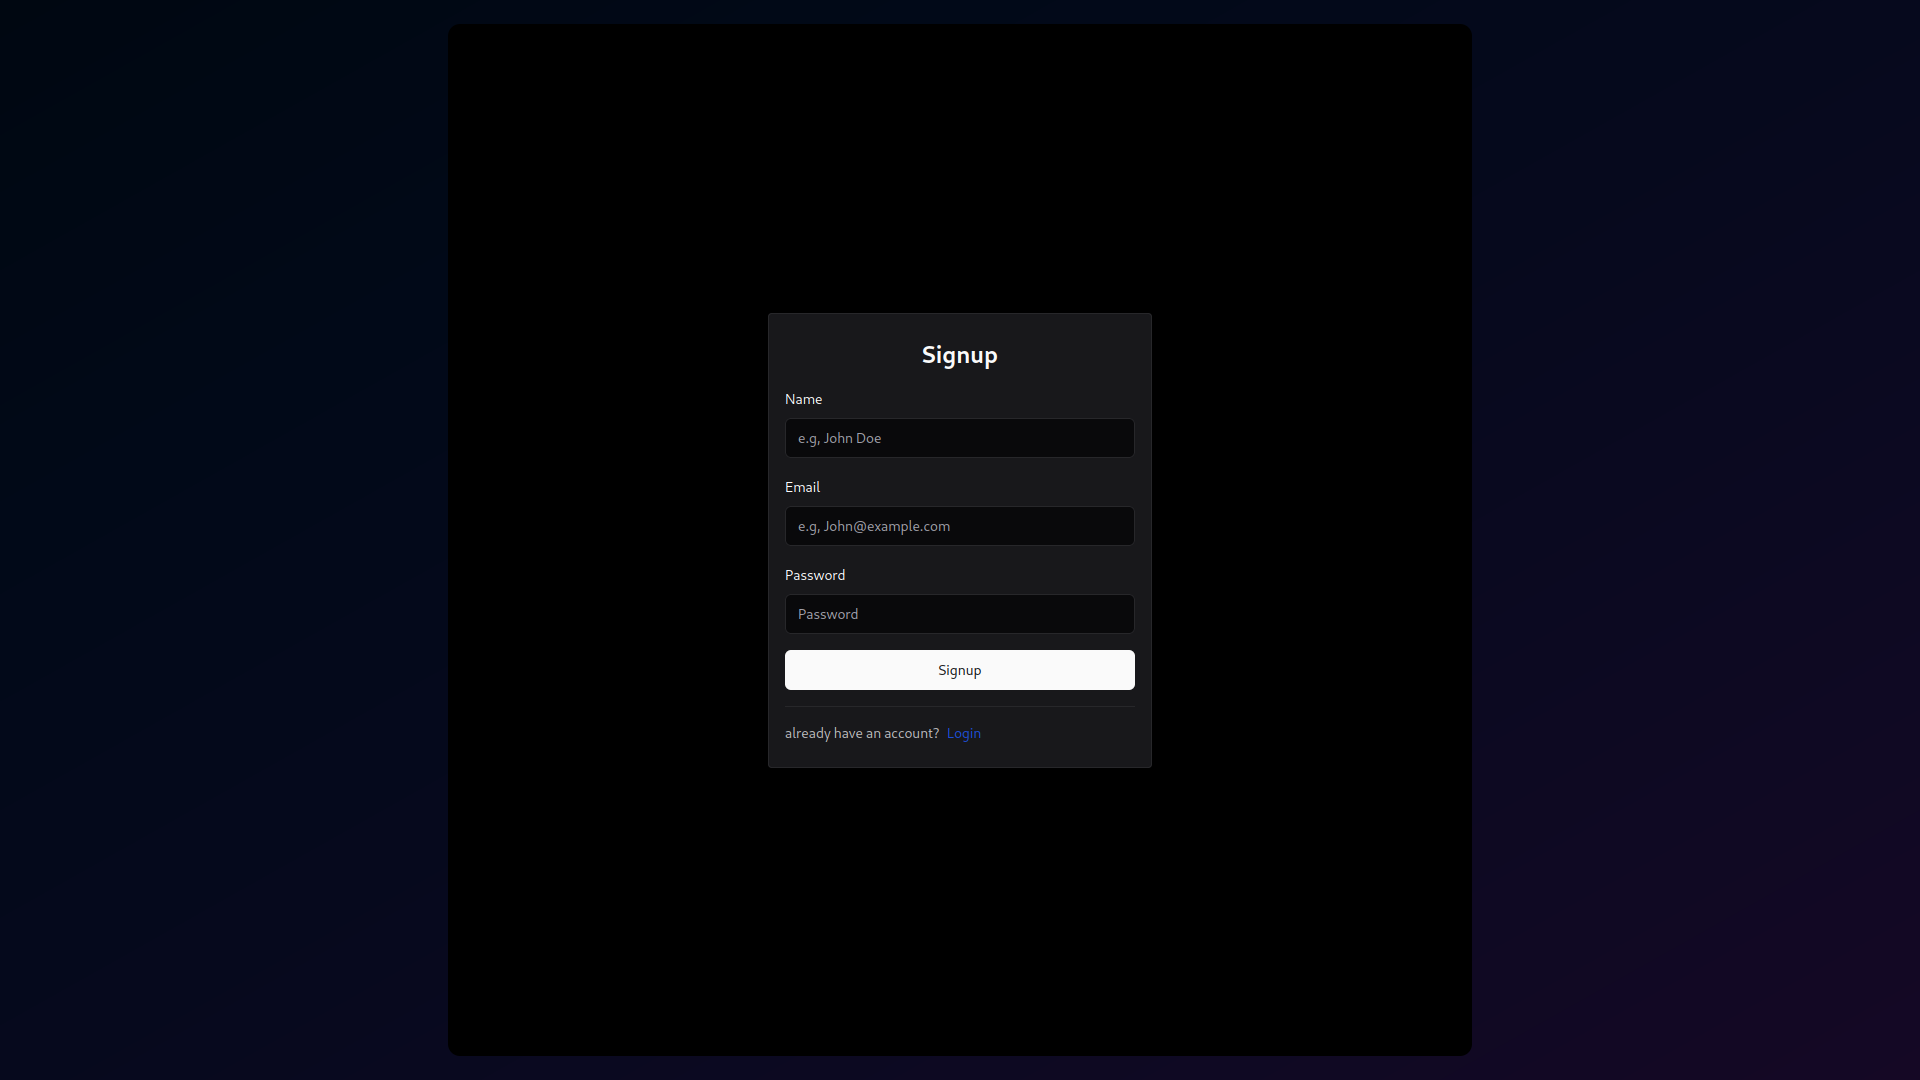 Signup
Name
e.g, John Doe
Email
e.g, John@example.com
Password
Password
Signup
already have an account? Login